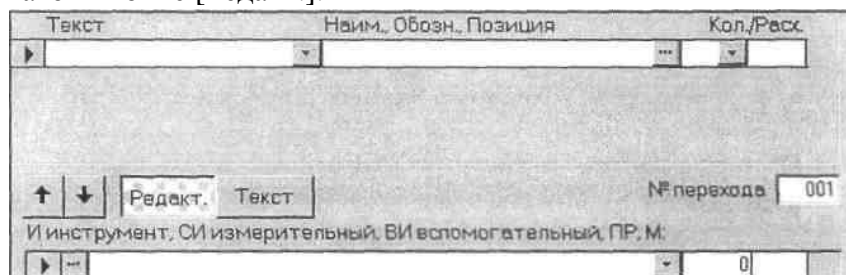 Текст Наим., Обозн., Позиция Кол./Расх.
...
↑ ↓ Редакт. Текст № перехода 001
И инструмент, СИ измерительный, ВИ вспомогательный, ПР, М:
... 0